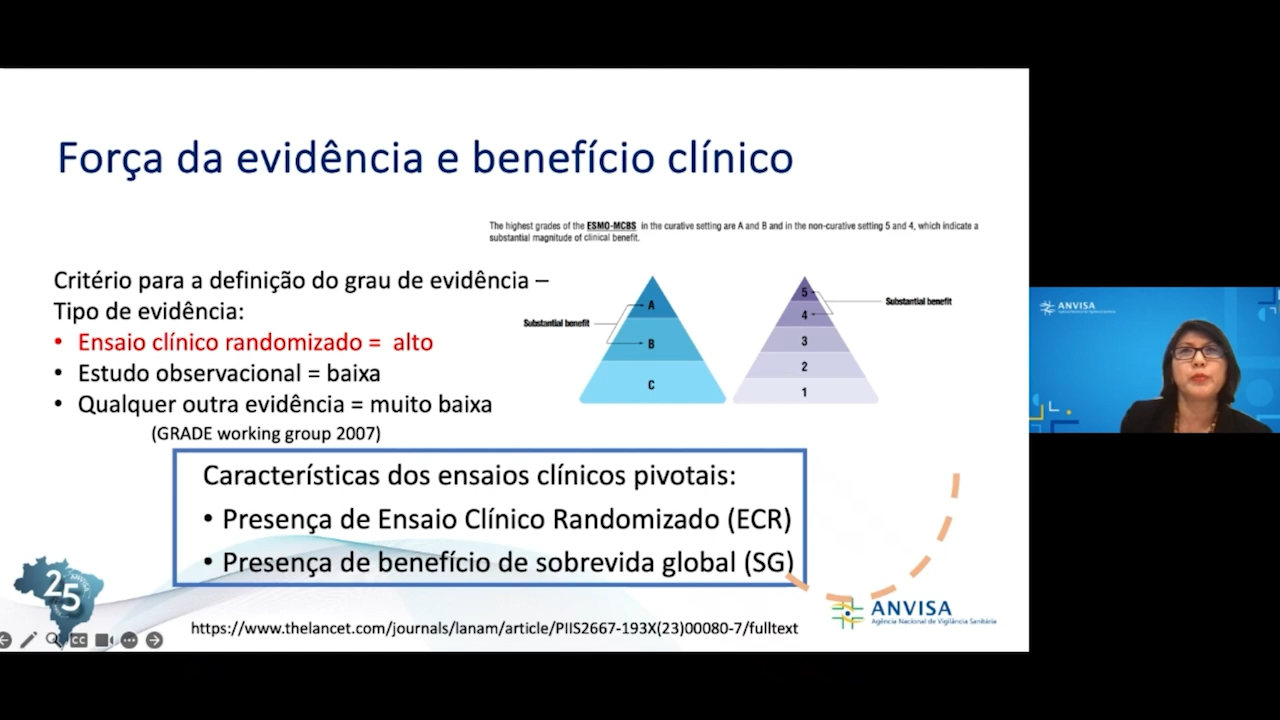 Força da evidência e benefício clínico
The highest grades of the ESMO-MCBS in the curative setting are A and B and in the non-curative setting 5 and 4, which indicate a
substantial magnitude of clinical benefit.
Critério para a definição do grau de evidência –
Tipo de evidência:
• Ensaio clínico randomizado = alto
• Estudo observacional = baixa
• Qualquer outra evidência = muito baixa
(GRADE working group 2007)
Substantial benefit
A
B
C
5
4
3
2
1
Substantial benefit
Características dos ensaios clínicos pivotais:
• Presença de Ensaio Clínico Randomizado (ECR)
• Presença de benefício de sobrevida global (SG)
25
ANVISA
https://www.thelancet.com/journals/lanam/article/PIIS2667-193X(23)00080-7/fulltext
ANVISA
Agência Nacional de Vigilância Sanitária
CC
ANVISA